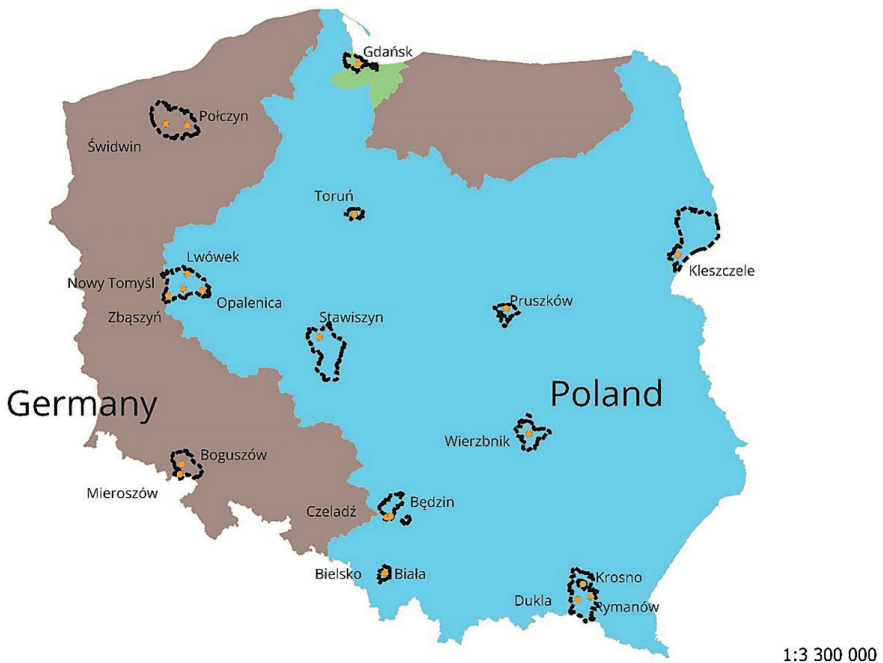 Gdańsk
Połczyn
Świdwin
Toruń
Lwówek
Nowy Tomyśl
Kleszczele
Opalenica
Pruszków
Zbąszyń
Stawiszyn
Germany
Poland
Wierzbnik
Boguszów
Mieroszów
Będzin
Czeladź
Bielsko
Biała
Krosno
Dukla
Rymanów
1:3 300 000